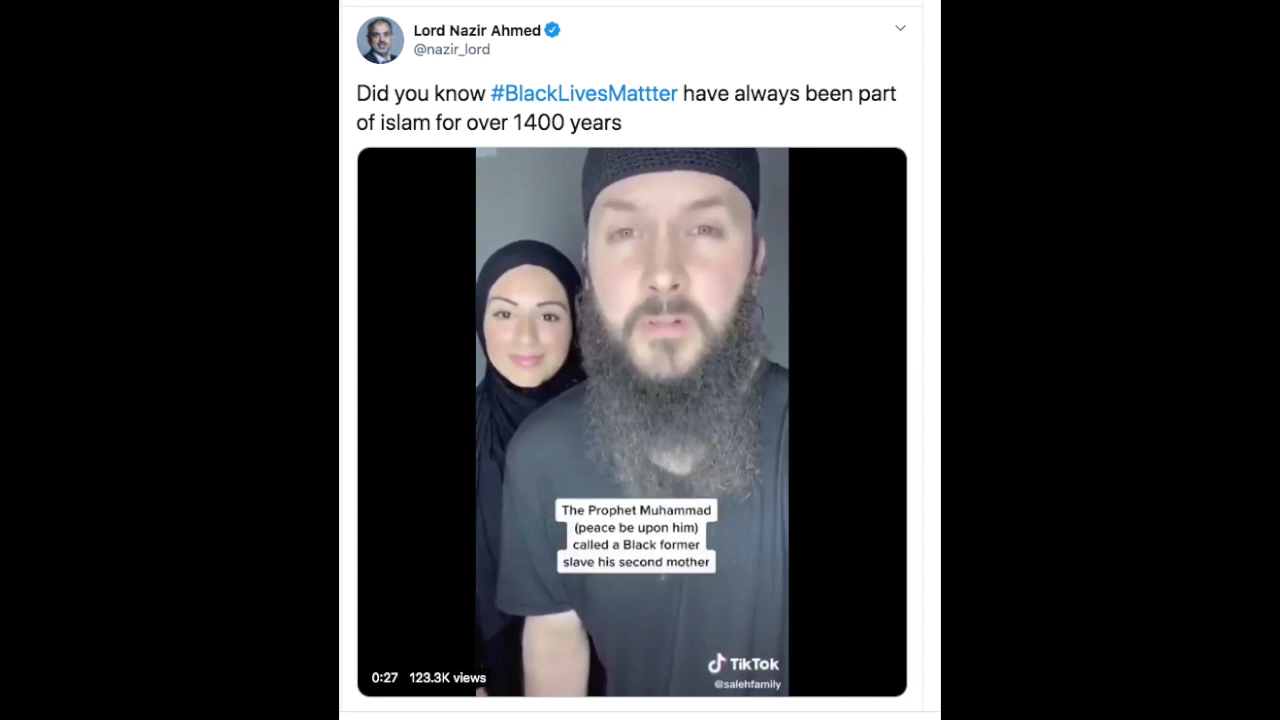 Lord Nazir Ahmed
@nazir_lord
Did you know #BlackLivesMattter have always been part
of islam for over 1400 years
The Prophet Muhammad
(peace be upon him)
called a Black former
slave his second mother
0:27 123.3K views
TikTok
@salehfamily